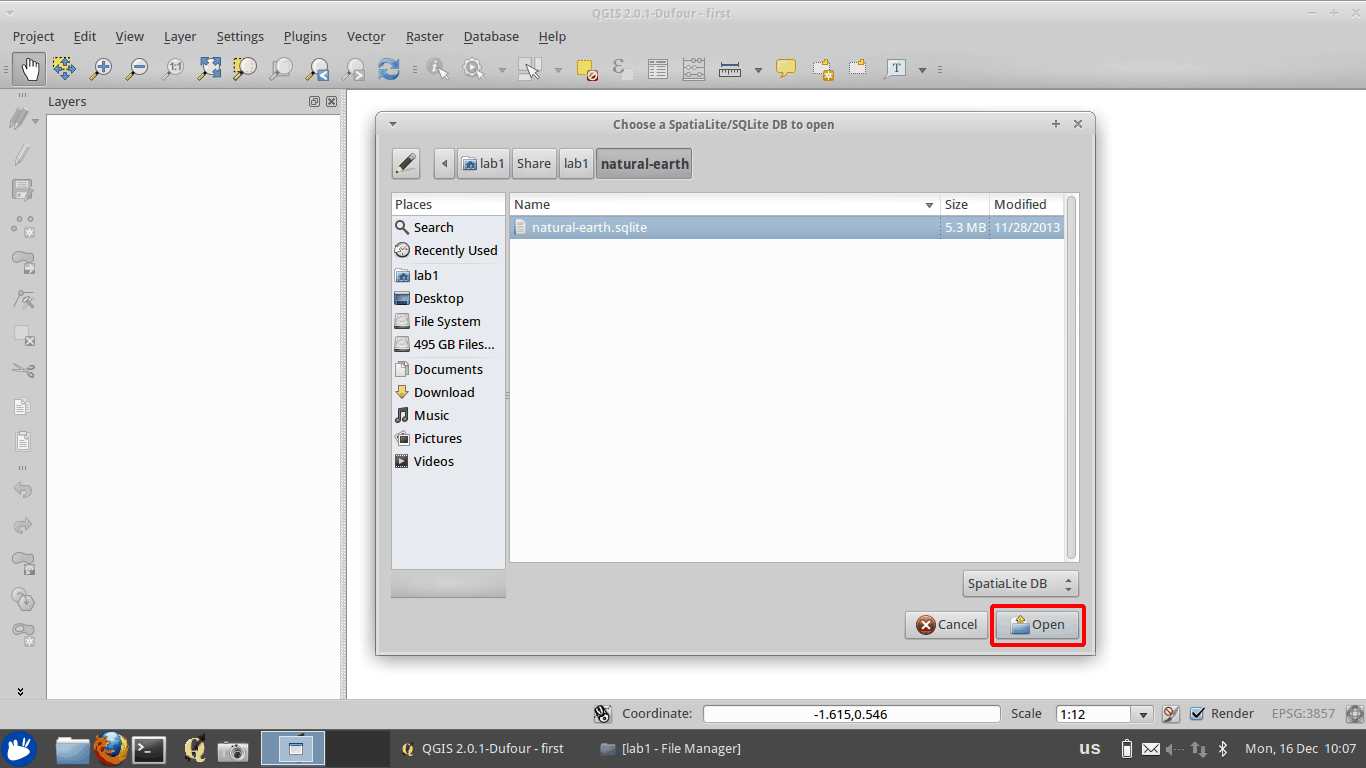 QGIS 2.0.1-Dufour - first
Project Edit View Layer Settings Plugins Vector Raster Database Help
1:1
T
Layers
Choose a SpatiaLite/SQLite DB to open
lab1 Share lab1 natural-earth
Places Name Size Modified
Search natural-earth.sqlite 5.3 MB 11/28/2013
Recently Used
lab1
Desktop
File System
495 GB Files...
Documents
Download
Music
Pictures
Videos
SpatiaLite DB
Cancel Open
Coordinate: -1.615,0.546 Scale 1:12 Render EPSG:3857
QGIS 2.0.1-Dufour - first [lab1 - File Manager] us Mon, 16 Dec 10:07